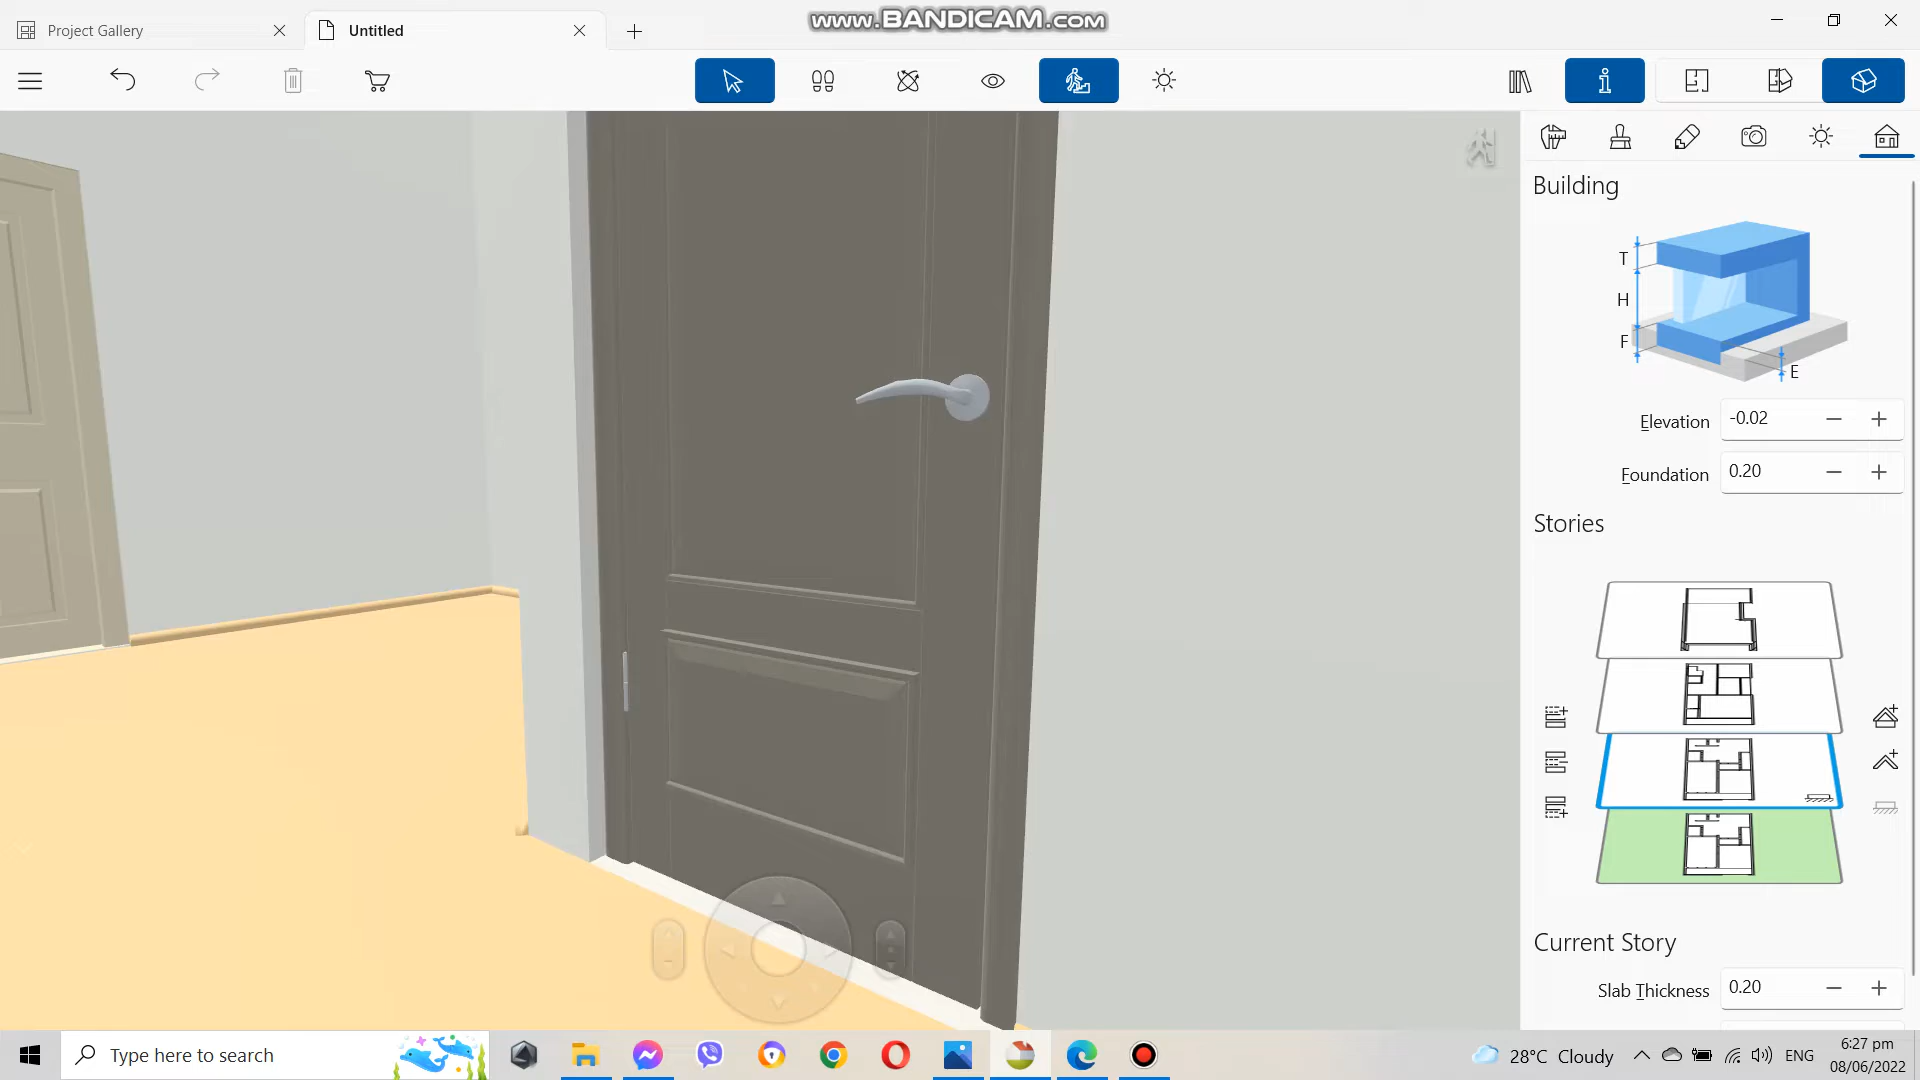 Project Gallery
Untitled
www.BANDICAM.com
Building
T
H
F
E
Elevation
-0.02
Foundation
0.20
Stories
Current Story
Slab Thickness
0.20
Type here to search
28°C Cloudy
ENG
6:27 pm
08/06/2022